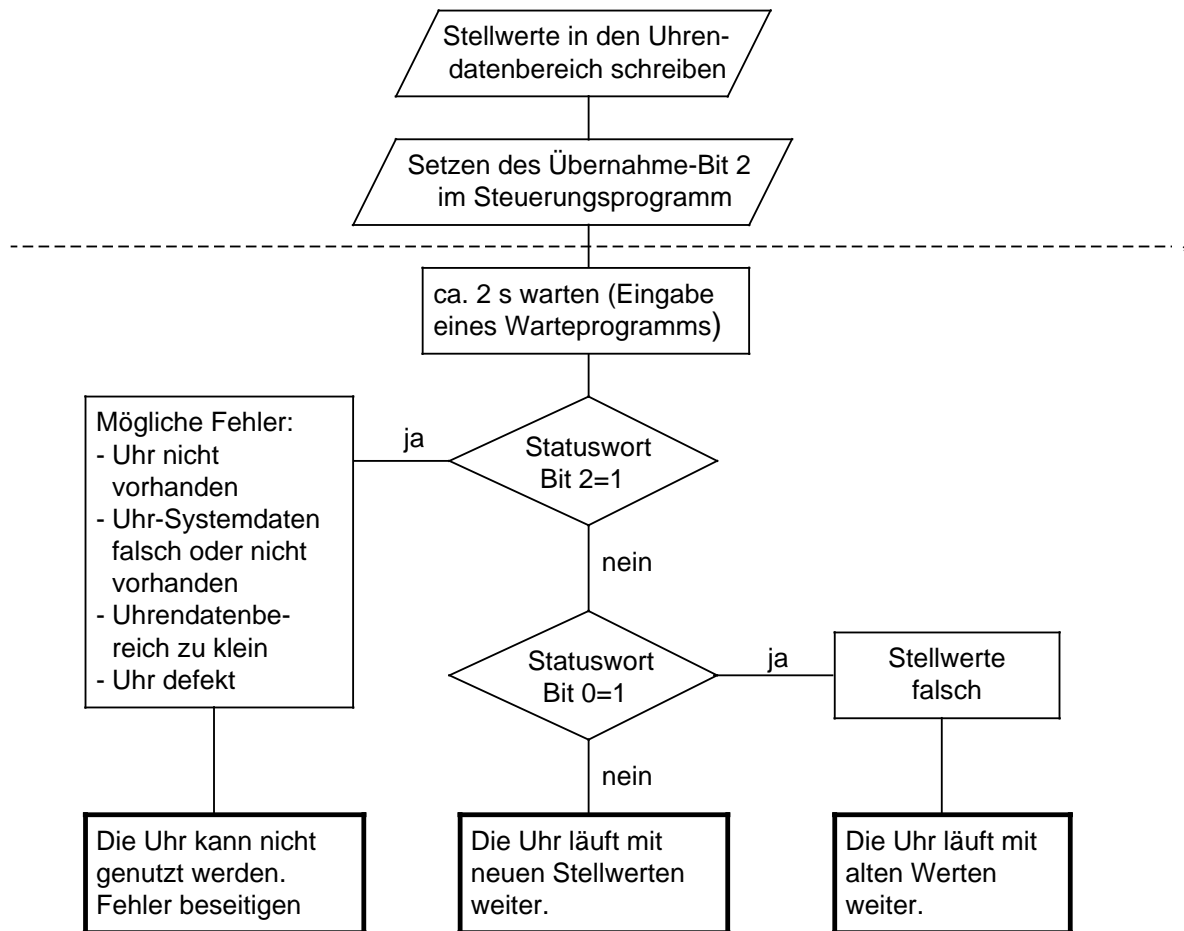 Stellwerte in den Uhren-
datenbereich schreiben
Setzen des Übernahme-Bit 2
im Steuerungsprogramm
ca. 2 s warten (Eingabe
eines Warteprogramms)
Mögliche Fehler:
- Uhr nicht
vorhanden
- Uhr-Systemdaten
falsch oder nicht
vorhanden
- Uhrendatenbe-
reich zu klein
- Uhr defekt
ja
Statuswort
Bit 2=1
nein
Statuswort
Bit 0=1
ja
Stellwerte
falsch
nein
Die Uhr kann nicht
genutzt werden.
Fehler beseitigen
Die Uhr läuft mit
neuen Stellwerten
weiter.
Die Uhr läuft mit
alten Werten
weiter.